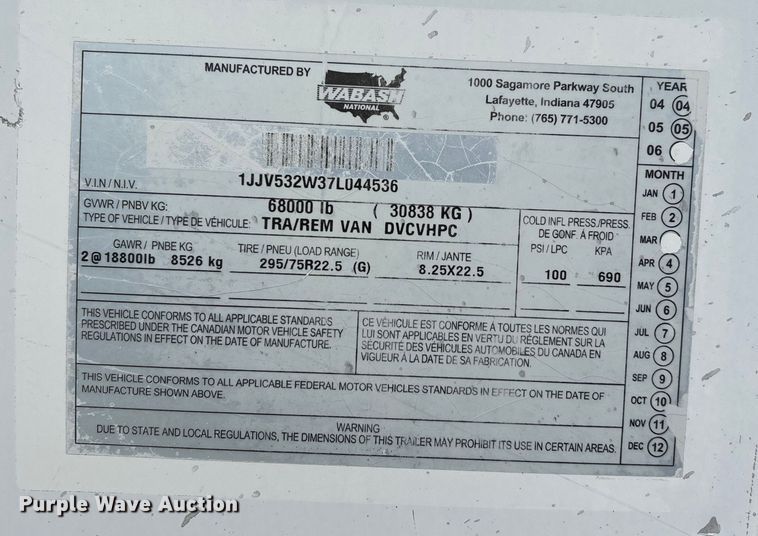 MANUFACTURED BY
WABASH
NATIONAL
®
1000 Sagamore Parkway South
Lafayette, Indiana 47905
Phone: (765) 771-5300
1JJV532W37L044536
V.I.N/N.I.V.
GVWR / PNBV KG: 68000 lb ( 30838 KG )
TYPE OF VEHICLE / TYPE DE VÉHICULE: TRA/REM VAN DVCVHPC
GAWR / PNBE KG TIRE / PNEU (LOAD RANGE) RIM / JANTE
2@18800lb 8526 kg 295/75R22.5 (G) 8.25X22.5
COLD INFL PRESS./PRESS.
DE GONF. À FROID
PSI / LPC KPA
100 690
THIS VEHICLE CONFORMS TO ALL APPLICABLE STANDARDS
PRESCRIBED UNDER THE CANADIAN MOTOR VEHICLE SAFETY
REGULATIONS IN EFFECT ON THE DATE OF MANUFACTURE.
CE VÉHICULE EST CONFORME À TOUTES LES NORMES QUI
LUI SONT APPLICABLES EN VERTU DU RÈGLEMENT SUR LA
SÉCURITÉ DES VÉHICULES AUTOMOBILES DU CANADA EN
VIGUEUR À LA DATE DE SA FABRICATION.
THIS VEHICLE CONFORMS TO ALL APPLICABLE FEDERAL MOTOR VEHICLES STANDARDS IN EFFECT ON THE DATE OF
MANUFACTURE SHOWN ABOVE.
WARNING
DUE TO STATE AND LOCAL REGULATIONS, THE DIMENSIONS OF THIS TRAILER MAY PROHIBIT ITS USE IN CERTAIN AREAS.
YEAR
04 04
05 05
06
MONTH
JAN 1
FEB 2
MAR
APR 4
MAY 5
JUN 6
JUL 7
AUG 8
SEP 9
OCT 10
NOV 11
DEC 12
Purple Wave Auction